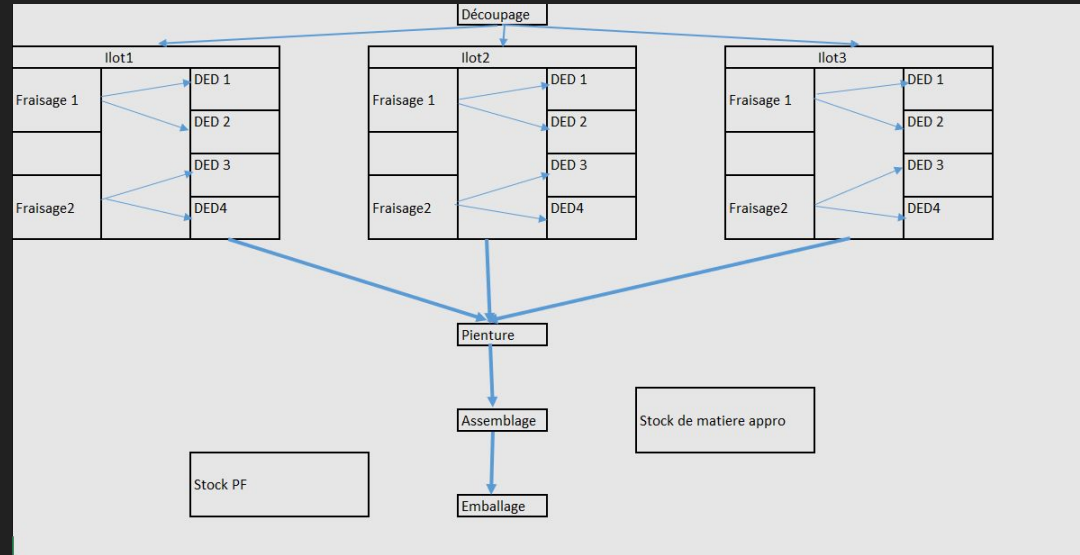 Découpage
Ilot1
Ilot2
Ilot3
Fraisage 1
DED 1
DED 2
DED 3
Fraisage2
DED4
Fraisage 1
DED 1
DED 2
DED 3
Fraisage2
DED4
Fraisage 1
DED 1
DED 2
DED 3
Fraisage2
DED4
Pienture
Assemblage
Stock de matiere appro
Stock PF
Emballage